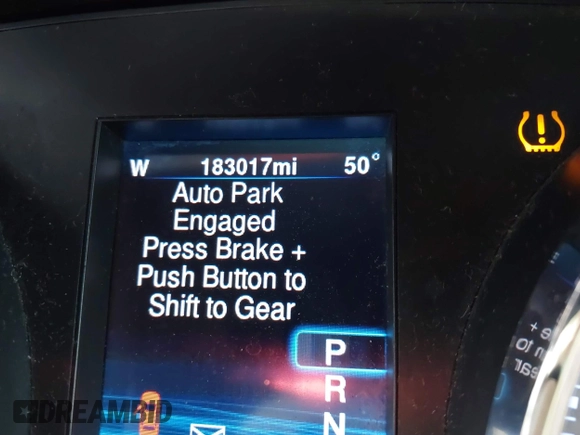 W 183017mi 50°
Auto Park
Engaged
Press Brake +
Push Button to
Shift to Gear
P
R
N
DREAMBID